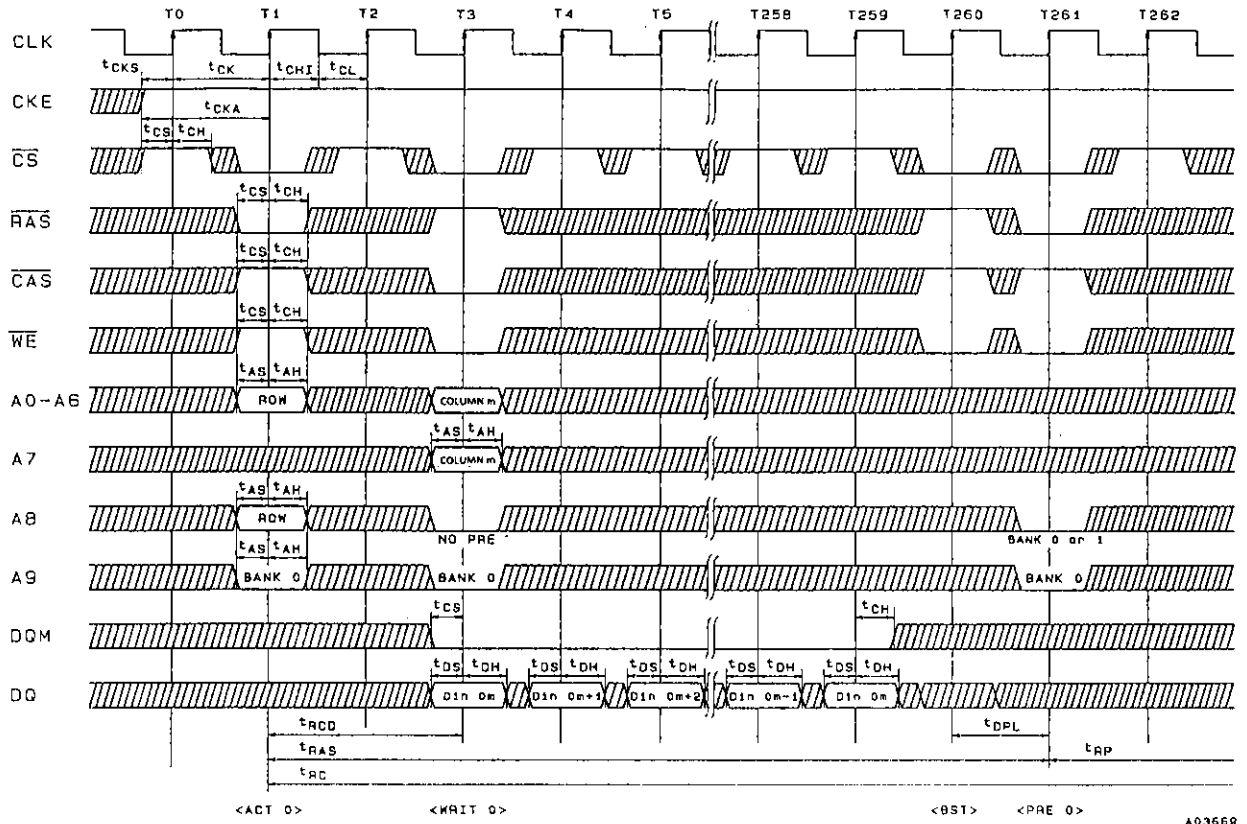 T0 T1 T2 T3 T4 T5 T258 T259 T260 T261 T262
CLK
tCKS tCK tCHI tCL
CKE
tCKA
tCS tCH
CS
tCS tCH
RAS
tCS tCH
CAS
tCS tCH
WE
tAS tAH
A0-A6 ROW COLUMN m
tAS tAH
A7 COLUMN m
tAS tAH
A8 ROW
NO PRE BANK 0 or 1
tAS tAH
A9 BANK 0 BANK 0 BANK 0
tCS tCH
DQM
tDS tDH tDS tDH tDS tDH tDS tDH tDS tDH
DQ Din 0m Din 0m+1 Din 0m+2 Din 0m-1 Din 0m
tRCD tDPL
tRAS tRP
tRC
<ACT 0> <WRIT 0> <BST> <PRE 0>
A03668